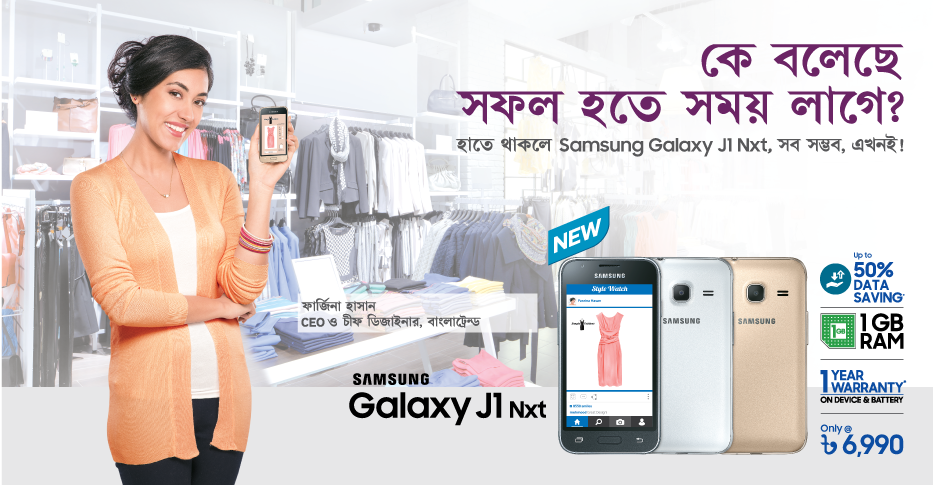 কে বলেছে
সফল হতে সময় লাগে?
হাতে থাকলে Samsung Galaxy J1 Nxt, সব সম্ভব, এখনই!
NEW
SAMSUNG
Style Watch
SAMSUNG
SAMSUNG
Up to
50%
DATA
SAVING*
1GB
1 GB
RAM
1 YEAR
WARRANTY*
ON DEVICE & BATTERY
Only @
৳ 6,990
ফার্জিনা হাসান
CEO ও চীফ ডিজাইনার, বাংলাট্রেন্ড
SAMSUNG
Galaxy J1 Nxt